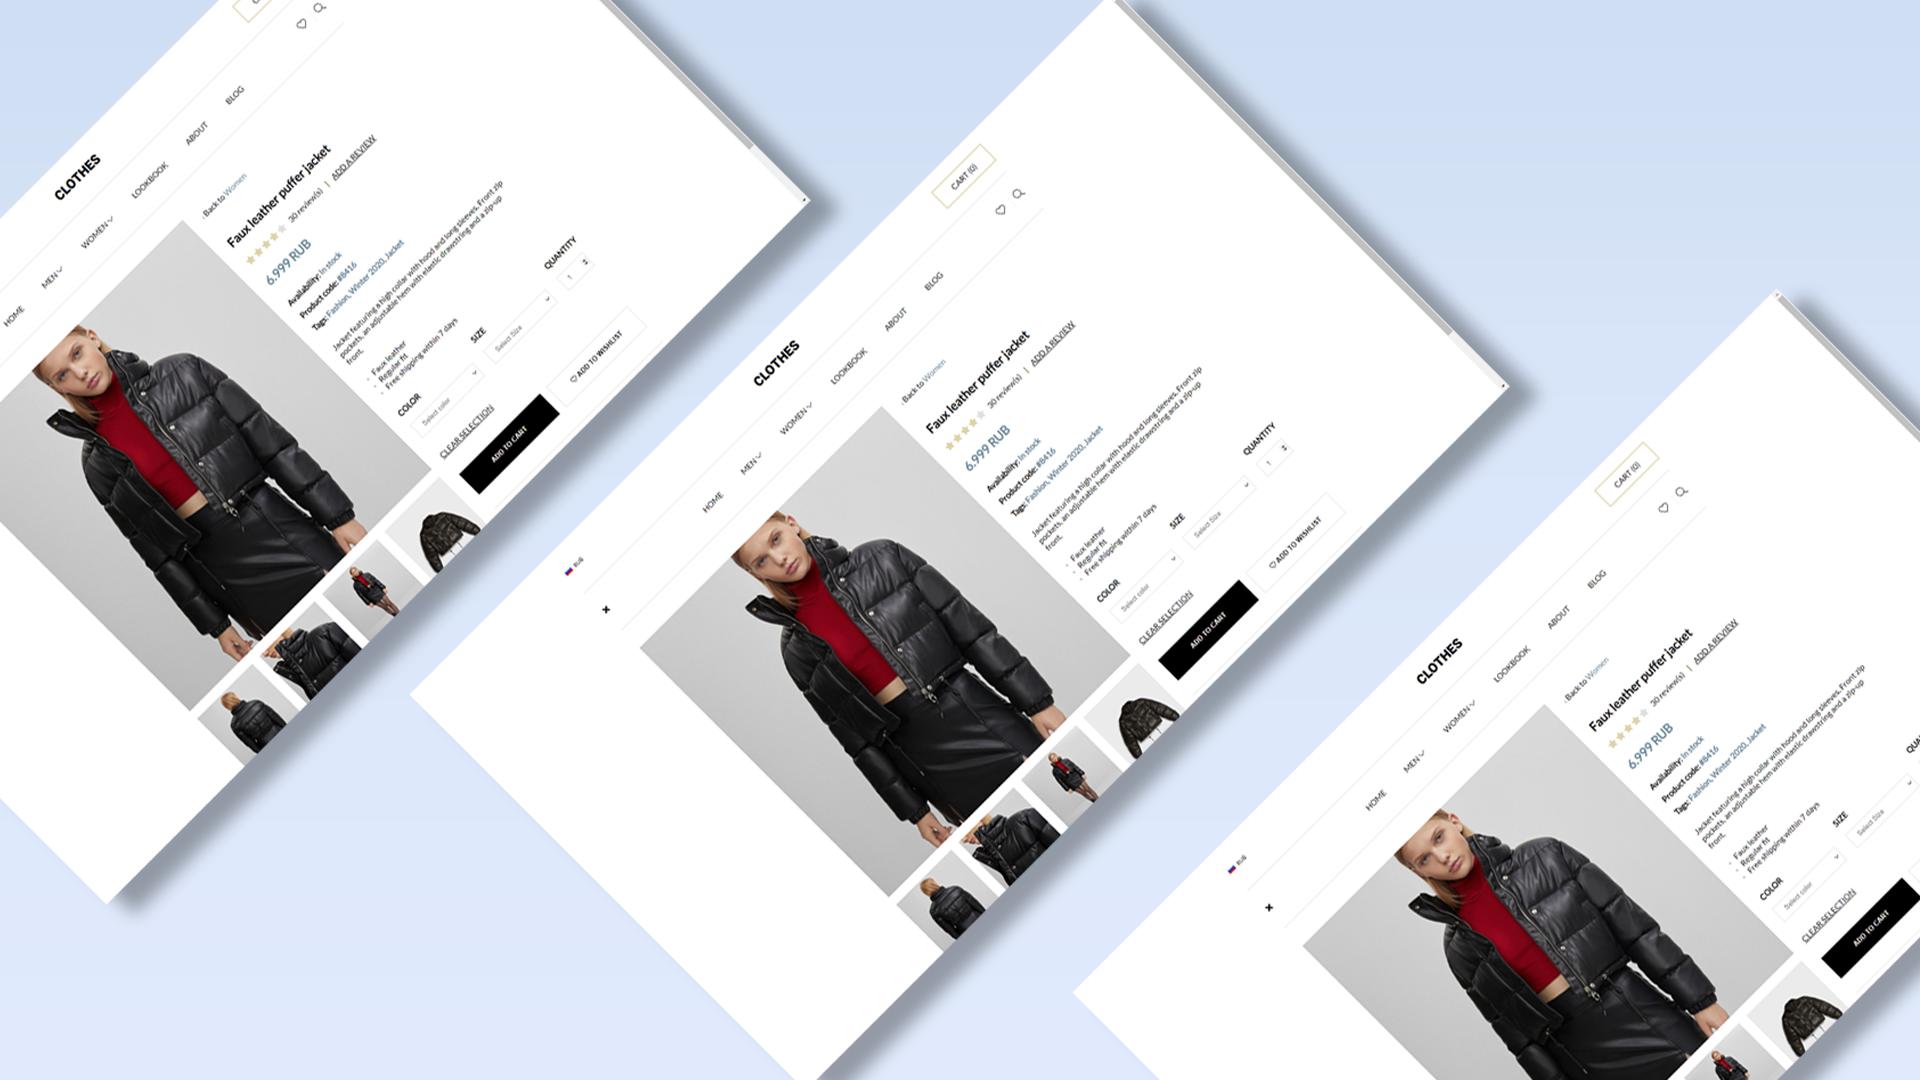 CLOTHES
HOME
MEN
WOMEN
LOOKBOOK
ABOUT
BLOG
Back to Women
Faux leather puffer jacket
30 review(s) | ADD A REVIEW
6.999 RUB
Availability: In stock
Product code: #8416
Tags: Fashion, Winter 2020, Jacket
Jacket featuring a high collar with hood and long sleeves. Front zip
pockets, an adjustable hem with elastic drawstring and a zip-up
front.
Faux leather
Regular fit
Free shipping within 7 days
COLOR
SIZE
QUANTITY
Select color
Select Size
1
CLEAR SELECTION
ADD TO CART
ADD TO WISHLIST
CART (0)
RUS
CLOTHES
HOME
MEN
WOMEN
LOOKBOOK
ABOUT
BLOG
Back to Women
Faux leather puffer jacket
30 review(s) | ADD A REVIEW
6.999 RUB
Availability: In stock
Product code: #8416
Tags: Fashion, Winter 2020, Jacket
Jacket featuring a high collar with hood and long sleeves. Front zip
pockets, an adjustable hem with elastic drawstring and a zip-up
front.
Faux leather
Regular fit
Free shipping within 7 days
COLOR
SIZE
QUANTITY
Select color
Select Size
1
CLEAR SELECTION
ADD TO CART
ADD TO WISHLIST
CART (0)
RUS
CLOTHES
HOME
MEN
WOMEN
LOOKBOOK
ABOUT
BLOG
Back to Women
Faux leather puffer jacket
30 review(s) | ADD A REVIEW
6.999 RUB
Availability: In stock
Product code: #8416
Tags: Fashion, Winter 2020, Jacket
Jacket featuring a high collar with hood and long sleeves. Front zip
pockets, an adjustable hem with elastic drawstring and a zip-up
front.
Faux leather
Regular fit
Free shipping within 7 days
COLOR
SIZE
Select color
Select Size
CLEAR SELECTION
ADD TO CART